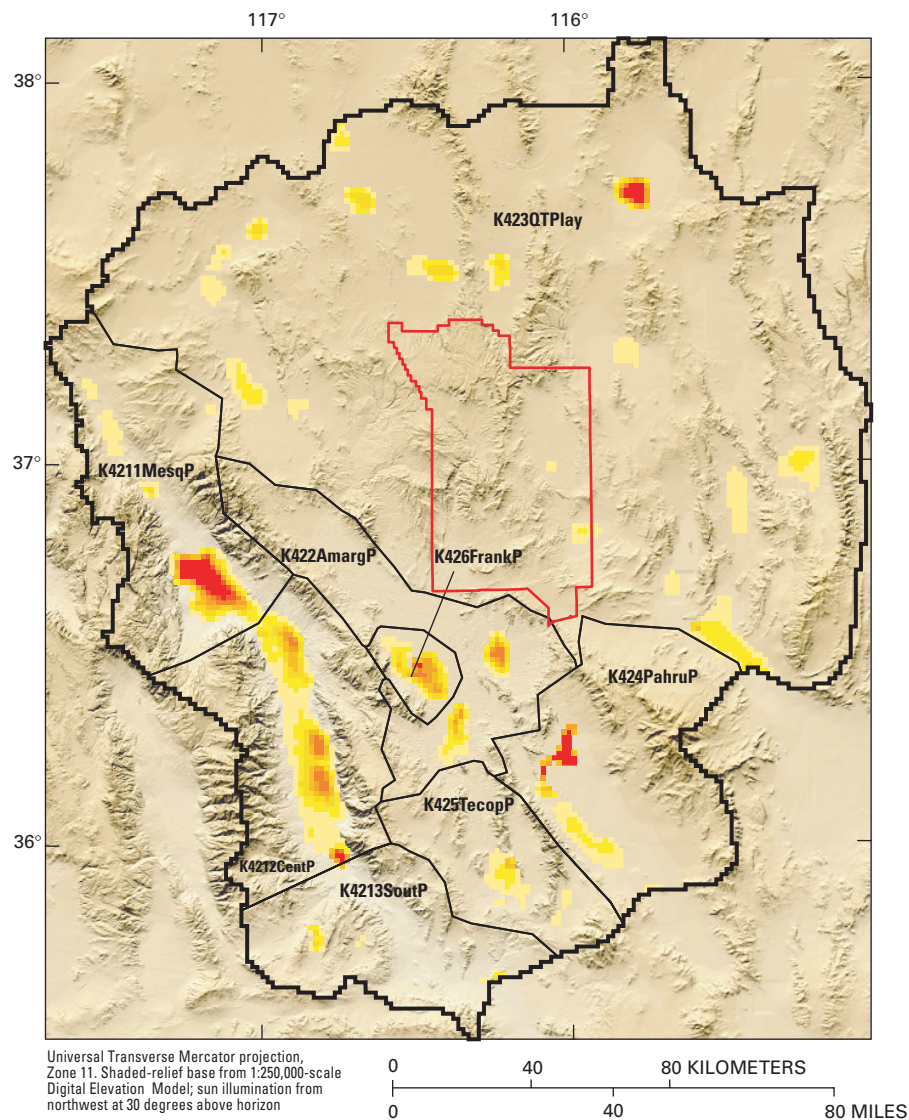 117° 116°
38°
K423QTPlay
37°
K4211MesqP
K422AmargP
K426FrankP
K424PahruP
K425TecopP
36°
K4212CentP
K4213SoutP
Universal Transverse Mercator projection,
Zone 11. Shaded-relief base from 1:250,000-scale
Digital Elevation Model; sun illumination from
northwest at 30 degrees above horizon
0 40 80 KILOMETERS
0 40 80 MILES